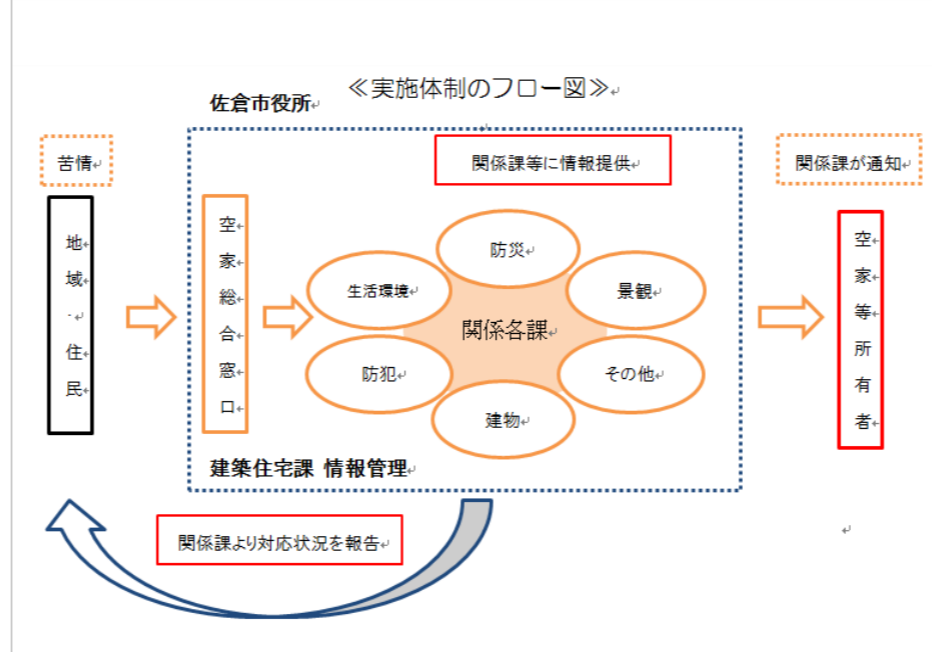 ≪実施体制のフロー図≫
佐倉市役所
苦情
関係課等に情報提供
関係課が通知
地域・住民
空家総合窓口
防災
生活環境
景観
関係各課
防犯
その他
建物
空家等所有者
建築住宅課 情報管理
関係課より対応状況を報告